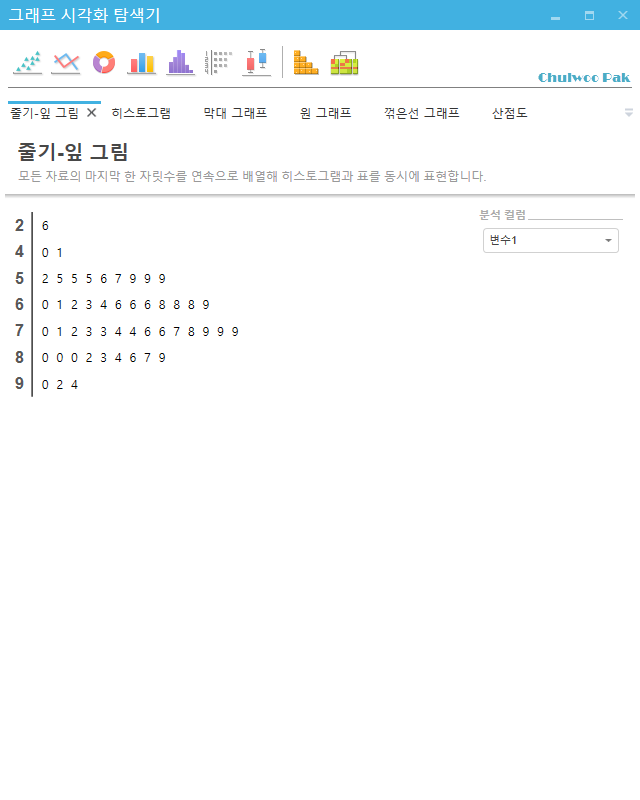 그래프 시각화 탐색기
Chulwoo Pak
줄기-잎 그림 히스토그램 막대 그래프 원 그래프 꺾은선 그래프 산점도
줄기-잎 그림
모든 자료의 마지막 한 자릿수를 연속으로 배열해 히스토그램과 표를 동시에 표현합니다.
분석 컬럼
변수1
2 6
4 0 1
5 2 5 5 5 6 7 9 9 9
6 0 1 2 3 4 6 6 6 8 8 8 9
7 0 1 2 3 3 4 4 6 6 7 8 9 9 9
8 0 0 0 2 3 4 6 7 9
9 0 2 4